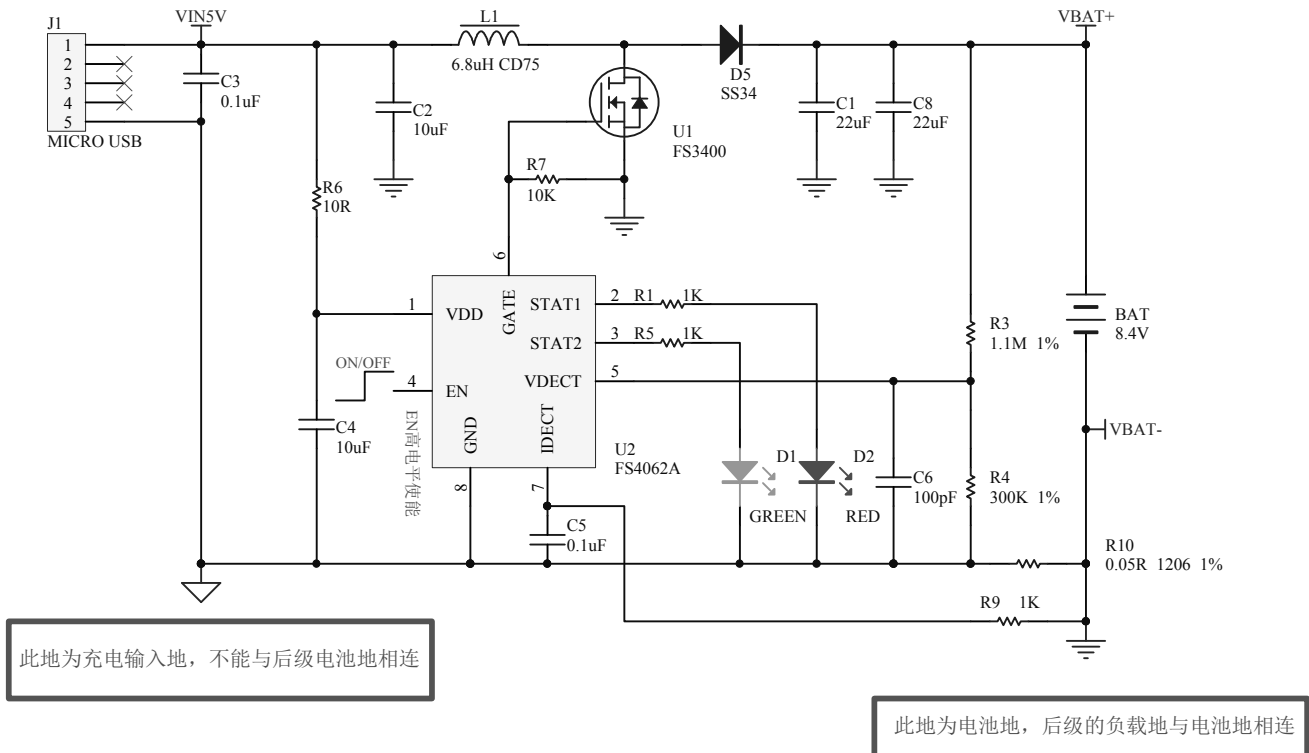 J1
VIN5V
L1
VBAT+
1
2
3
4
5
MICRO USB
C3
0.1uF
6.8uH CD75
D5
SS34
C2
10uF
U1
FS3400
C1
22uF
C8
22uF
R6
10R
R7
10K
6
1
VDD
GATE
STAT1
2
R1
1K
STAT2
3
R5
1K
VDECT
5
ON/OFF
4
EN
EN高电平使能
GND
IDECT
8
7
U2
FS4062A
R3
1.1M 1%
BAT
8.4V
VBAT-
C4
10uF
D1
GREEN
D2
RED
C6
100pF
R4
300K 1%
C5
0.1uF
R10
0.05R 1206 1%
R9 1K
此地为充电输入地，不能与后级电池地相连
此地为电池地，后级的负载地与电池地相连